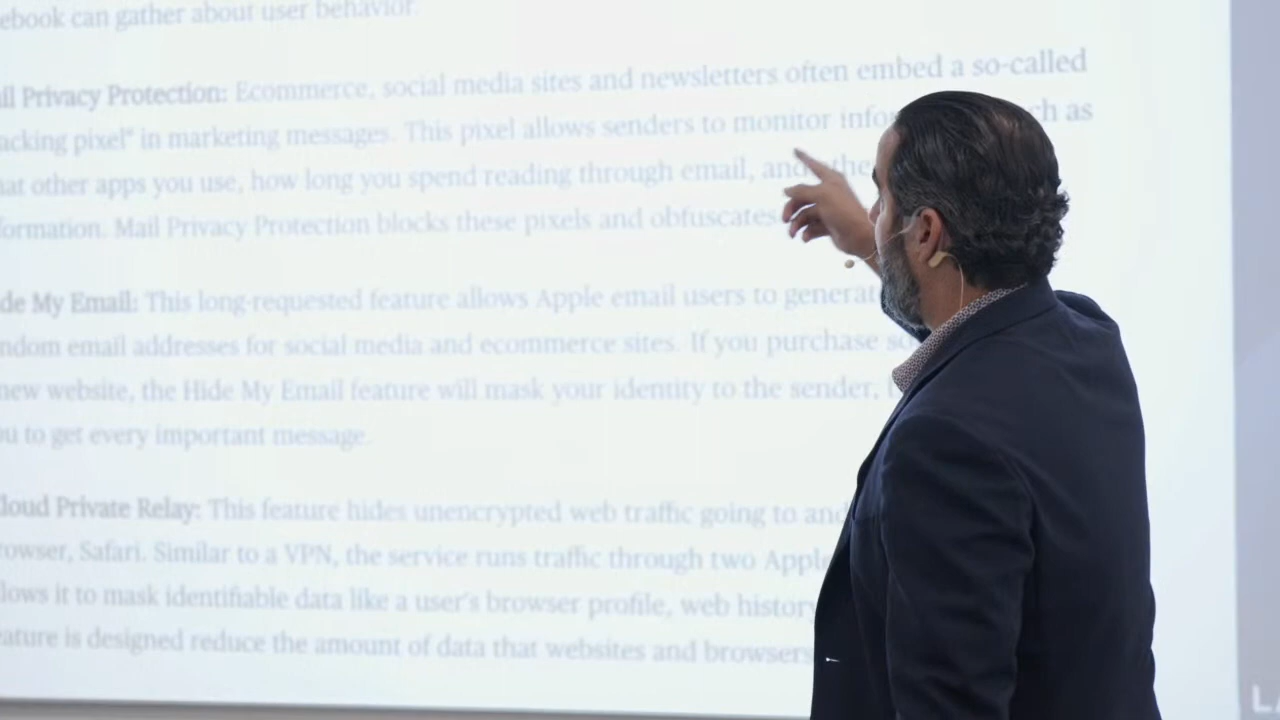 ebook can gather about user behavior.
il Privacy Protection: Ecommerce, social media sites and newsletters often embed a so-called
acking pixel" in marketing messages. This pixel allows senders to monitor infor ch as
at other apps you use, how long you spend reading through email, and othe
formation. Mail Privacy Protection blocks these pixels and obfuscates
de My Email: This long-requested feature allows Apple email users to generat
ndom email addresses for social media and ecommerce sites. If you purchase so
new website, the Hide My Email feature will mask your identity to the sender,
ou to get every important message.
Cloud Private Relay: This feature hides unencrypted web traffic going to and
rowser, Safari. Similar to a VPN, the service runs traffic through two Apple
lows it to mask identifiable data like a user's browser profile, web history
eature is designed reduce the amount of data that websites and browsers